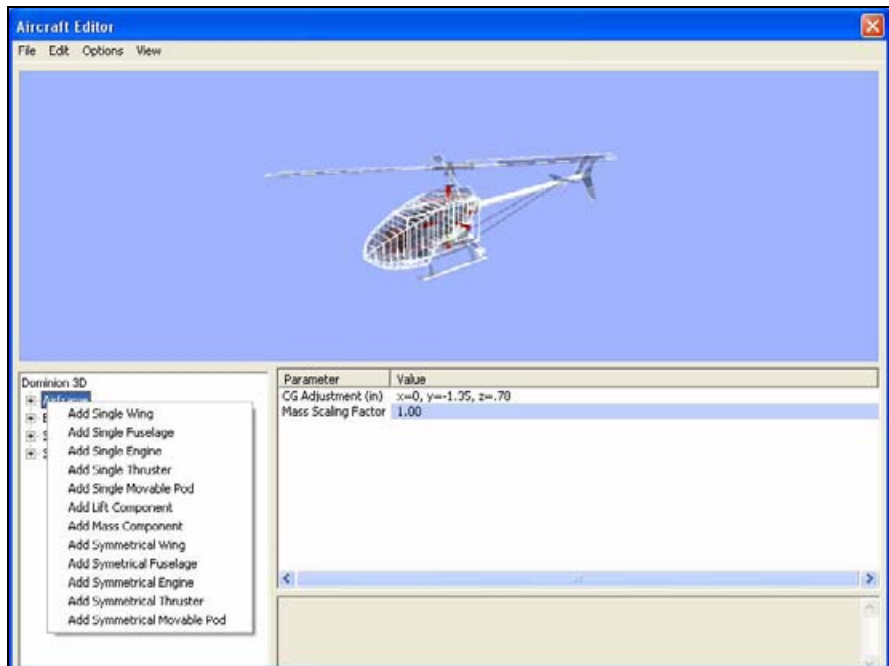 Aircraft Editor
File Edit Options View
Dominion 3D
Parameter Value
CG Adjustment (in) x=0, y=-1.35, z=.70
Mass Scaling Factor 1.00
Airframe
Add Single Wing
Add Single Fuselage
Add Single Engine
Add Single Thruster
Add Single Movable Pod
Add Lift Component
Add Mass Component
Add Symmetrical Wing
Add Symetrical Fuselage
Add Symmetrical Engine
Add Symmetrical Thruster
Add Symmetrical Movable Pod